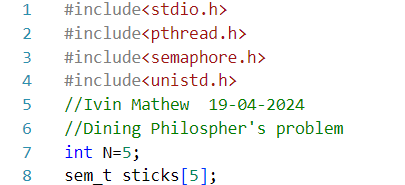 1 #include<stdio.h>
2 #include<pthread.h>
3 #include<semaphore.h>
4 #include<unistd.h>
5 //Ivin Mathew  19-04-2024
6 //Dining Philospher's problem
7 int N=5;
8 sem_t sticks[5];